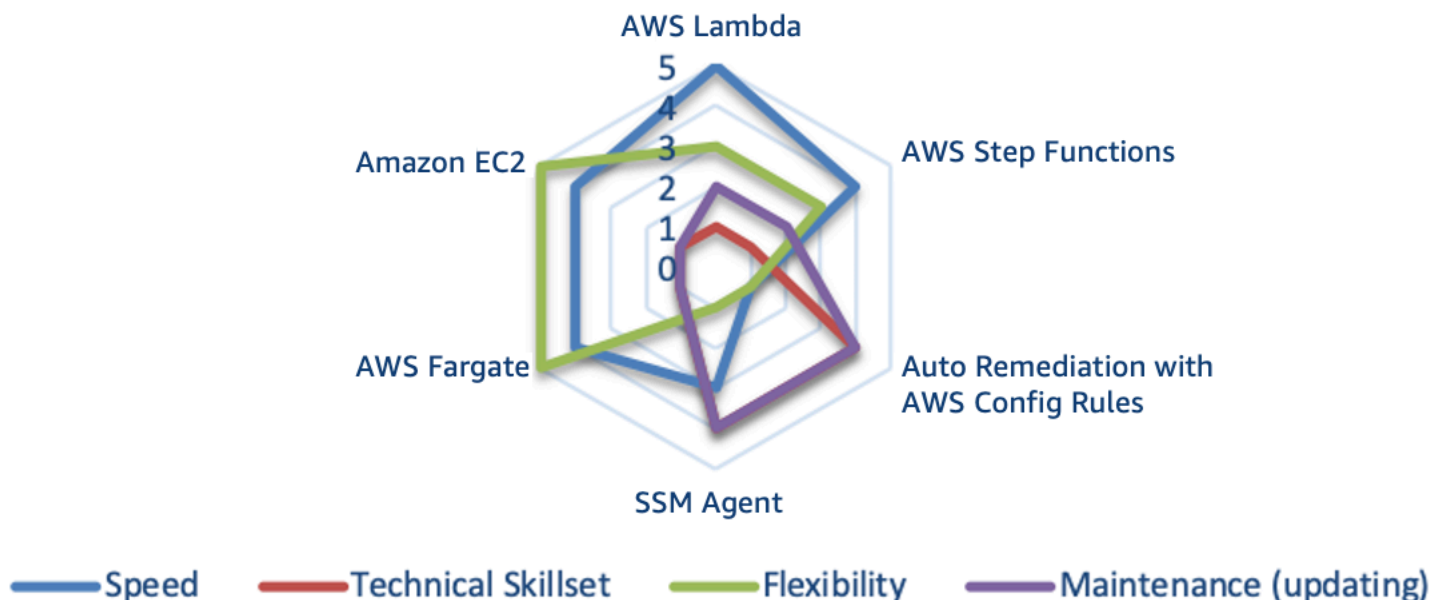 AWS Lambda
5
4
3
2
1
0
Amazon EC2
AWS Step Functions
AWS Fargate
Auto Remediation with
AWS Config Rules
SSM Agent
Speed
Technical Skillset
Flexibility
Maintenance (updating)